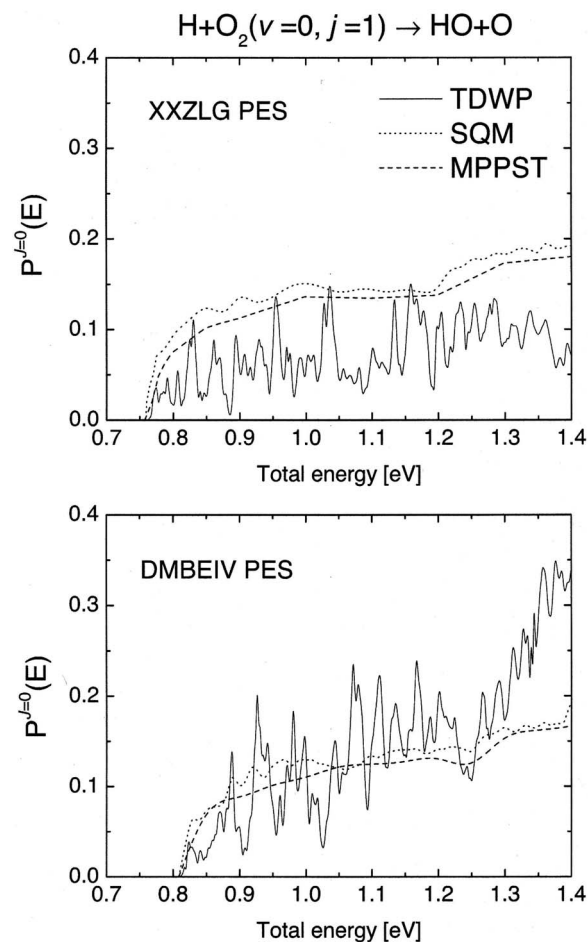 H+O₂(v =0, j=1) → HO+O
XXZLG PES
TDWP
SQM
MPPST
P^{J=0}(E)
0.4
0.3
0.2
0.1
0.0
0.7 0.8 0.9 1.0 1.1 1.2 1.3 1.4
Total energy [eV]
DMBEIV PES
P^{J=0}(E)
0.4
0.3
0.2
0.1
0.0
0.7 0.8 0.9 1.0 1.1 1.2 1.3 1.4
Total energy [eV]